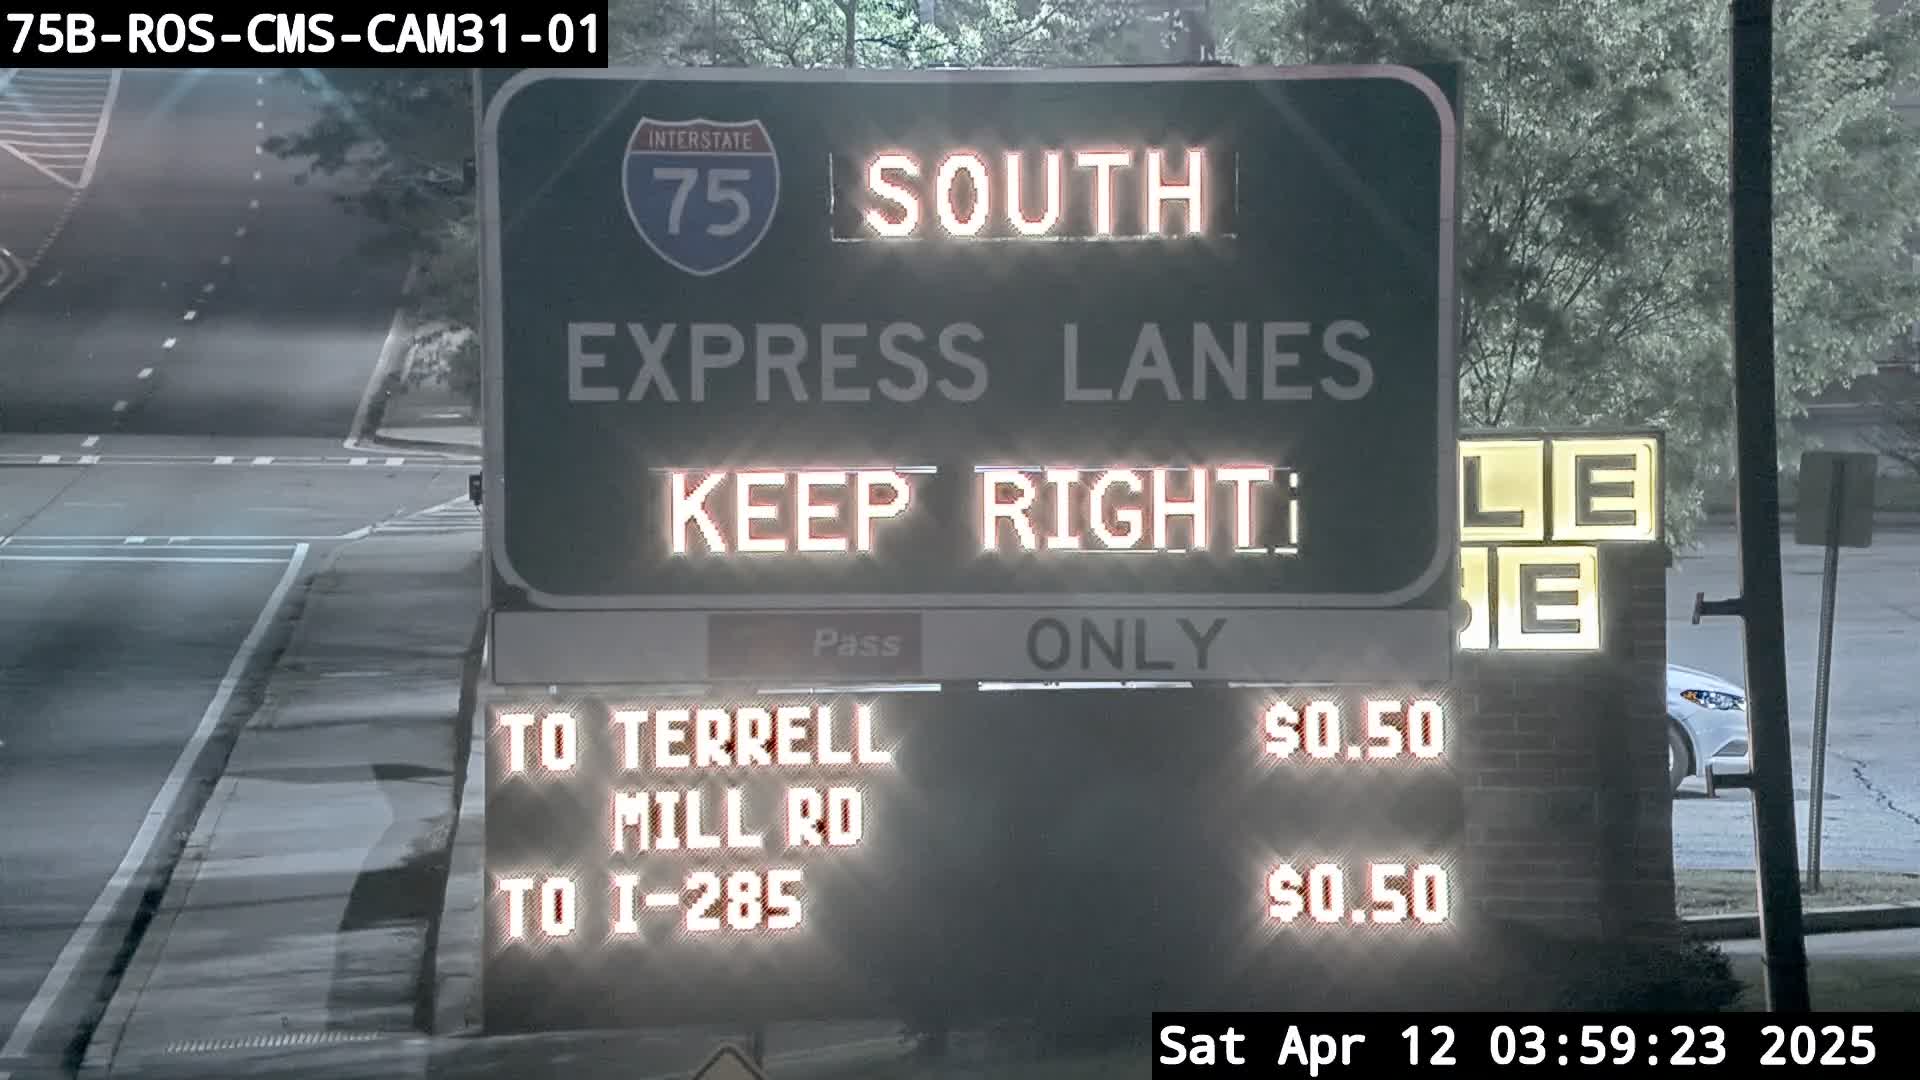 75B-ROS-CMS-CAM31-01
INTERSTATE
75
SOUTH
EXPRESS LANES
KEEP RIGHT
Pass ONLY
TO TERRELL $0.50
MILL RD
TO I-285 $0.50
LE
E
Sat Apr 12 03:59:23 2025